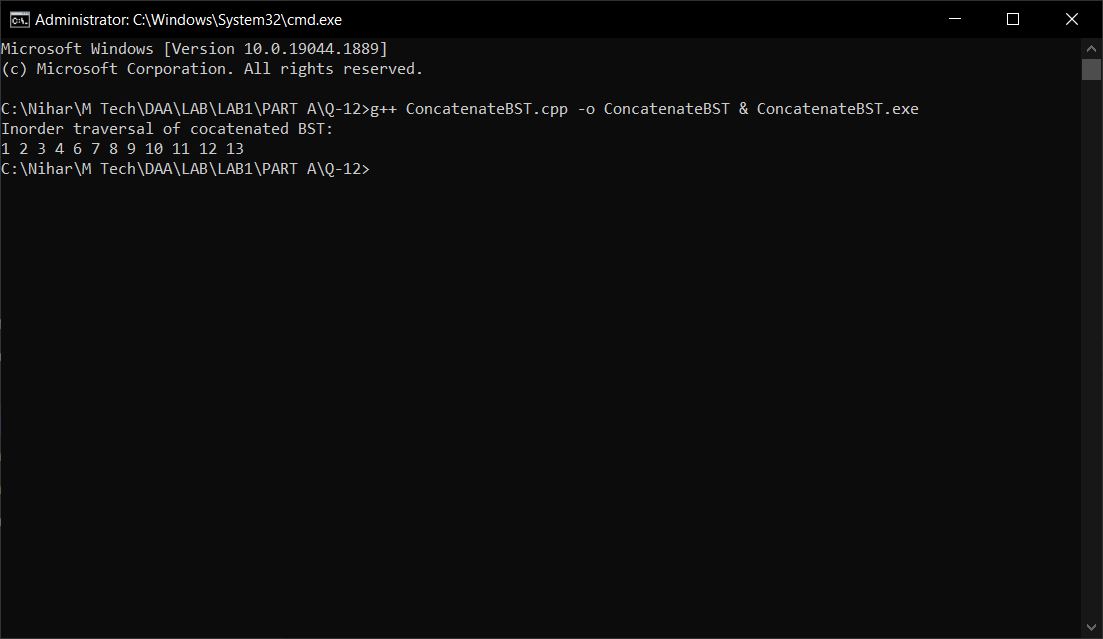 Administrator: C:\Windows\System32\cmd.exe
Microsoft Windows [Version 10.0.19044.1889]
(c) Microsoft Corporation. All rights reserved.
C:\Nihar\M Tech\DAA\LAB\LAB1\PART A\Q-12>g++ ConcatenateBST.cpp -o ConcatenateBST & ConcatenateBST.exe
Inorder traversal of cocatenated BST:
1 2 3 4 6 7 8 9 10 11 12 13
C:\Nihar\M Tech\DAA\LAB\LAB1\PART A\Q-12>